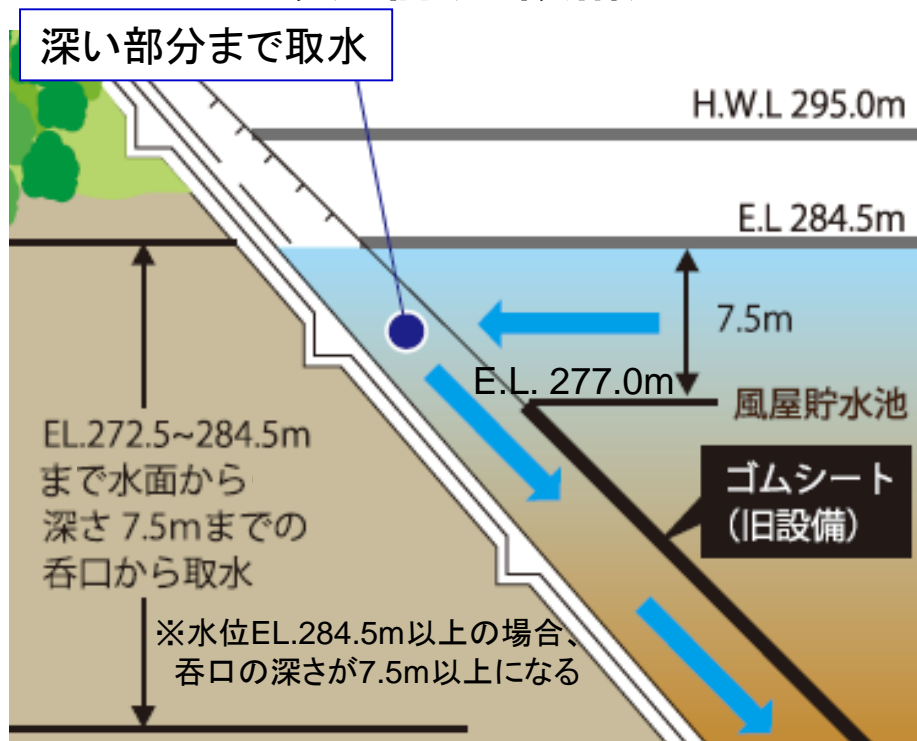 深い部分まで取水
H.W.L 295.0m
E.L 284.5m
7.5m
E.L. 277.0m
風屋貯水池
ゴムシート
(旧設備)
EL.272.5~284.5m
まで水面から
深さ 7.5mまでの
呑口から取水
※水位EL.284.5m以上の場合、
呑口の深さが7.5m以上になる